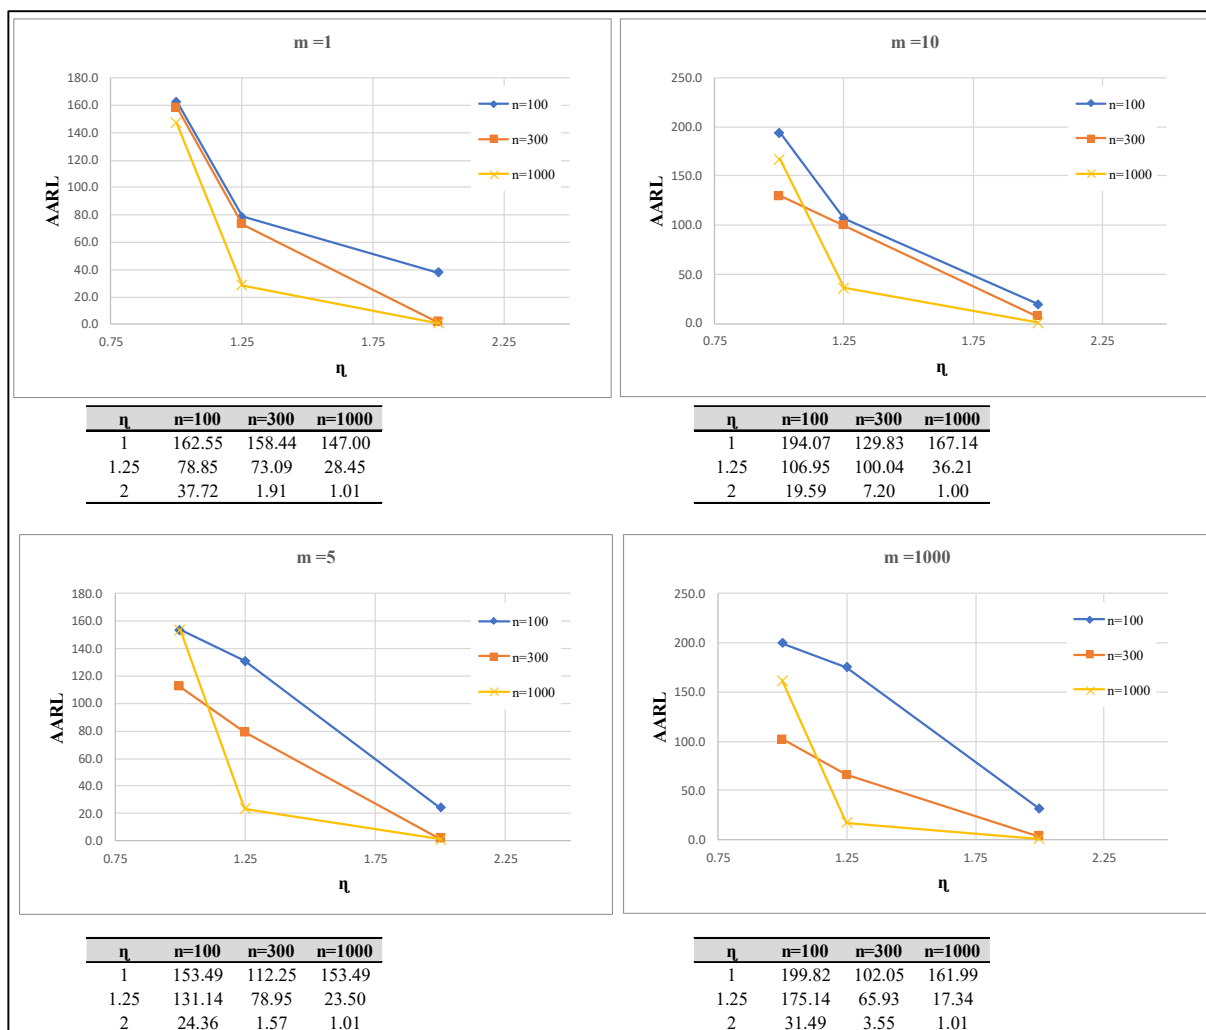 m =1
180.0
160.0
140.0
120.0
100.0
80.0
60.0
40.0
20.0
0.0
AARL
n=100
n=300
n=1000
0.75 1.25 1.75 2.25
η
η n=100 n=300 n=1000
1 162.55 158.44 147.00
1.25 78.85 73.09 28.45
2 37.72 1.91 1.01
m =10
250.0
200.0
150.0
100.0
50.0
0.0
AARL
n=100
n=300
n=1000
0.75 1.25 1.75 2.25
η
η n=100 n=300 n=1000
1 194.07 129.83 167.14
1.25 106.95 100.04 36.21
2 19.59 7.20 1.00
m =5
180.0
160.0
140.0
120.0
100.0
80.0
60.0
40.0
20.0
0.0
AARL
n=100
n=300
n=1000
0.75 1.25 1.75 2.25
η
η n=100 n=300 n=1000
1 153.49 112.25 153.49
1.25 131.14 78.95 23.50
2 24.36 1.57 1.01
m =1000
250.0
200.0
150.0
100.0
50.0
0.0
AARL
n=100
n=300
n=1000
0.75 1.25 1.75 2.25
η
η n=100 n=300 n=1000
1 199.82 102.05 161.99
1.25 175.14 65.93 17.34
2 31.49 3.55 1.01